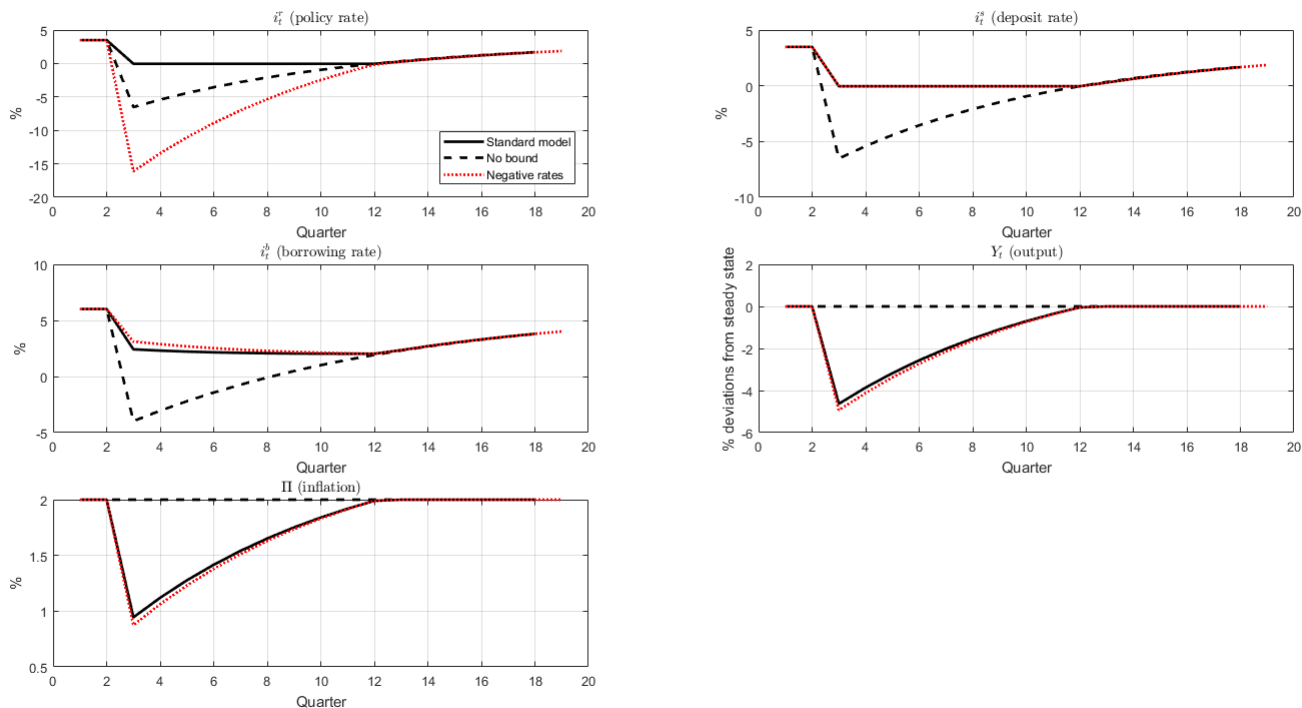 i_t^r (policy rate)
5
0
-5
-10
-15
-20
%
Standard model
No bound
Negative rates
0 2 4 6 8 10 12 14 16 18 20
Quarter
i_t^s (deposit rate)
5
0
-5
-10
%
0 2 4 6 8 10 12 14 16 18 20
Quarter
i_t^b (borrowing rate)
10
5
0
-5
%
0 2 4 6 8 10 12 14 16 18 20
Quarter
Y_t (output)
2
0
-2
-4
-6
% deviations from steady state
0 2 4 6 8 10 12 14 16 18 20
Quarter
Π (inflation)
2
1.5
1
0.5
%
0 2 4 6 8 10 12 14 16 18 20
Quarter